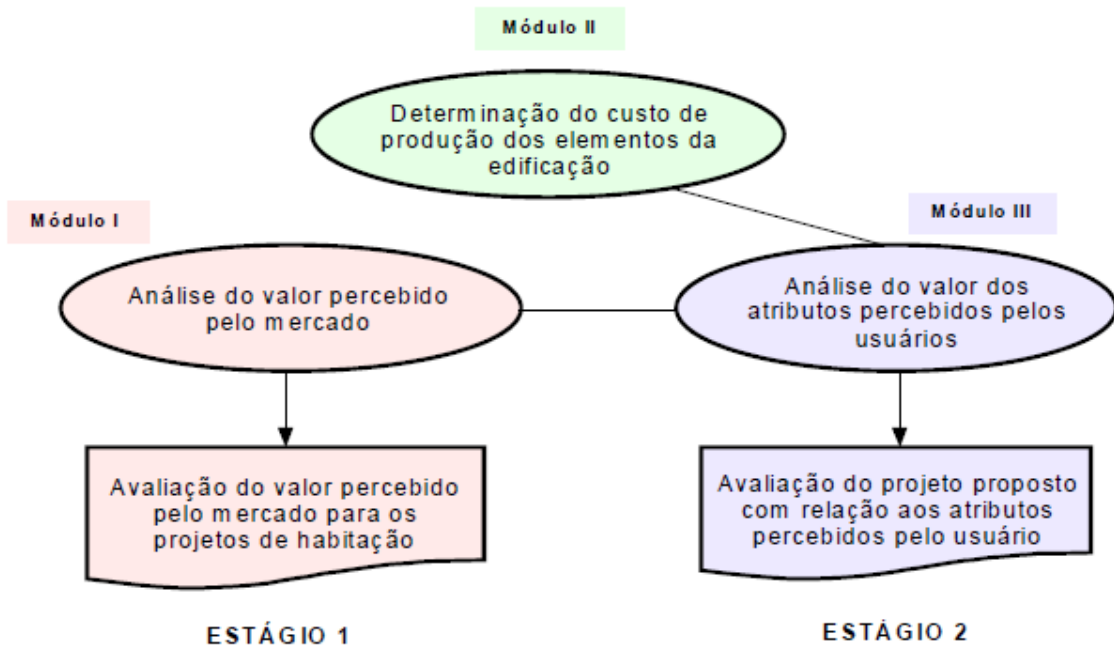 Módulo II
Determinação do custo de
produção dos elementos da
edificação
Módulo I
Módulo III
Análise do valor percebido
pelo mercado
Análise do valor dos
atributos percebidos pelos
usuários
Avaliação do valor percebido
pelo mercado para os
projetos de habitação
Avaliação do projeto proposto
com relação aos atributos
percebidos pelo usuário
ESTÁGIO 1
ESTÁGIO 2